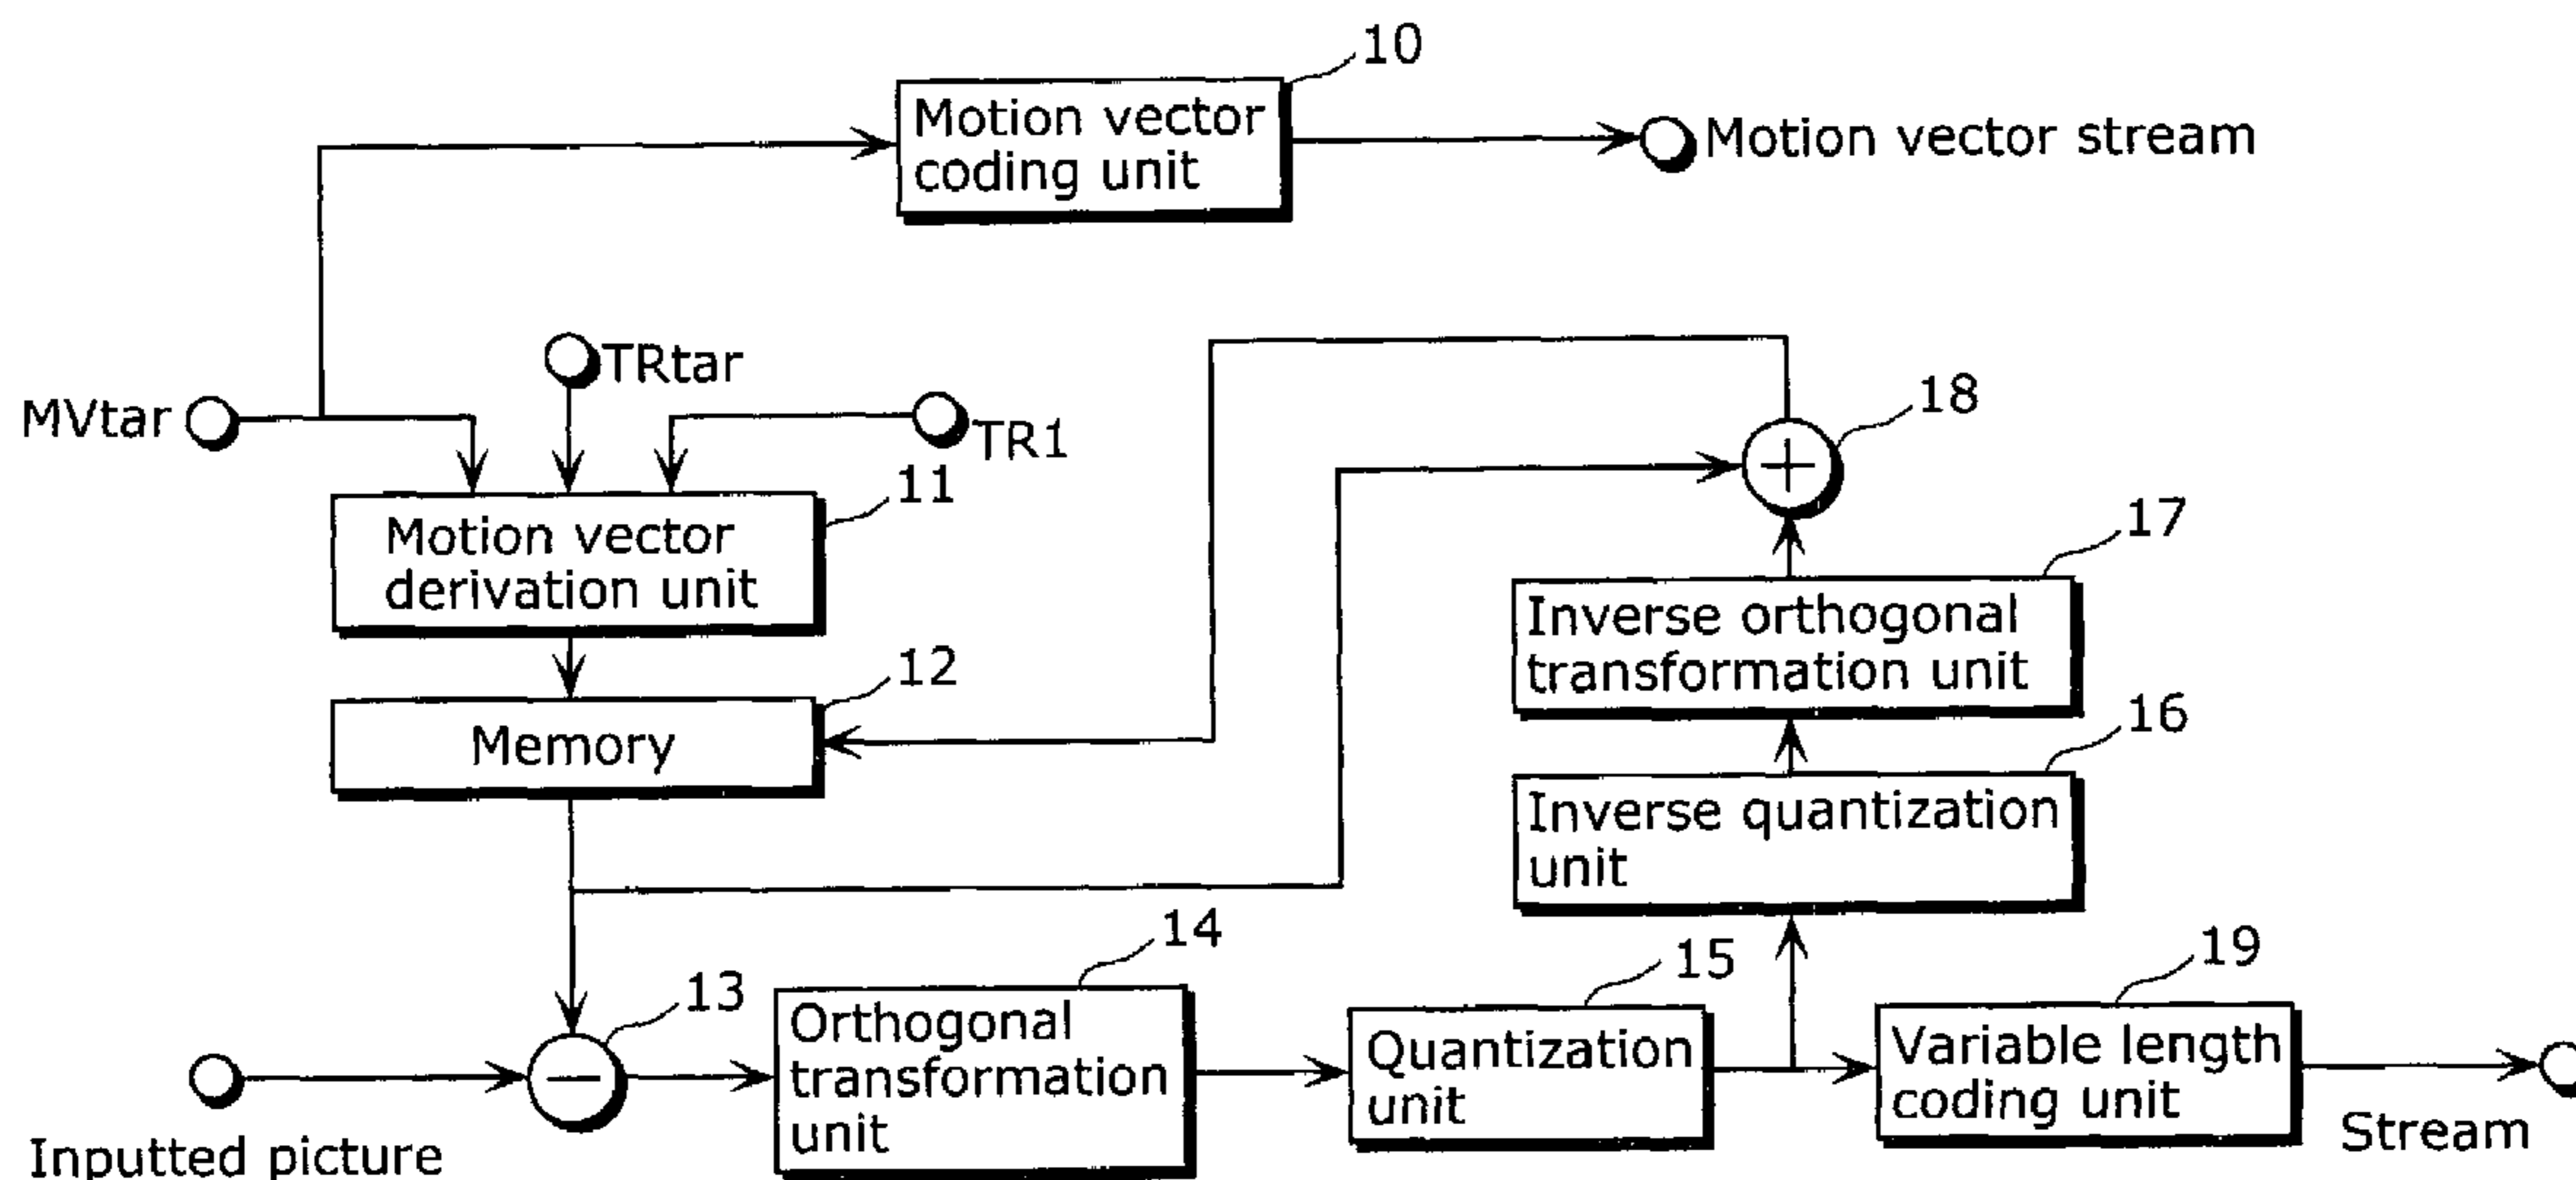 10
Motion vector
coding unit
Motion vector stream
MVtar
TRtar
TR1
11
Motion vector
derivation unit
12
Memory
18
+
17
Inverse orthogonal
transformation unit
16
Inverse quantization
unit
13
−
Inputted picture
14
Orthogonal
transformation
unit
15
Quantization
unit
19
Variable length
coding unit
Stream